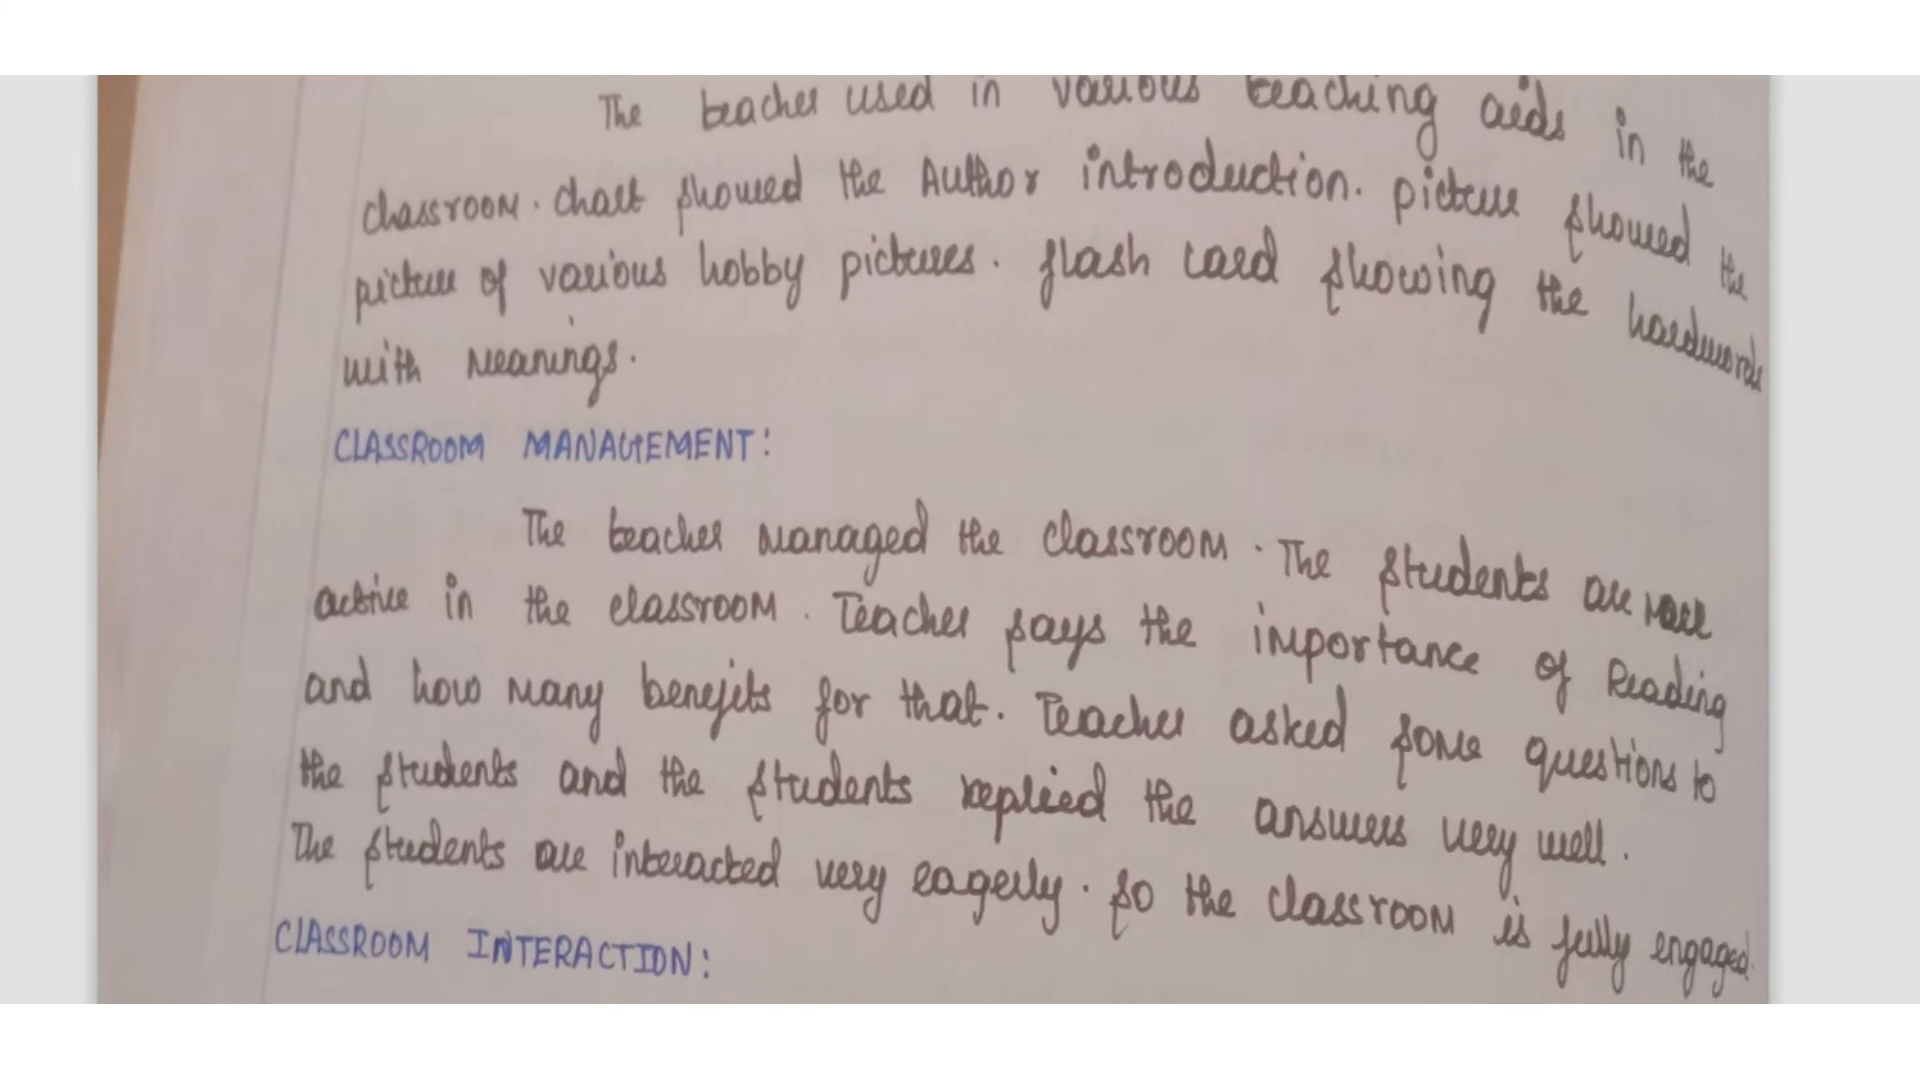 The teacher used in various teaching aids in the
classroom. chart showed the Author introduction. picture showed the
picture of various hobby pictures. flash card showing the hardwords
with meanings.
CLASSROOM MANAGEMENT:
The teacher managed the classroom. The students are more
active in the classroom. Teacher says the importance of Reading
and how many benefits for that. Teacher asked some questions to
the students and the students replied the answers very well.
The students are interacted very eagerly. So the classroom is fully engaged.
CLASSROOM INTERACTION: